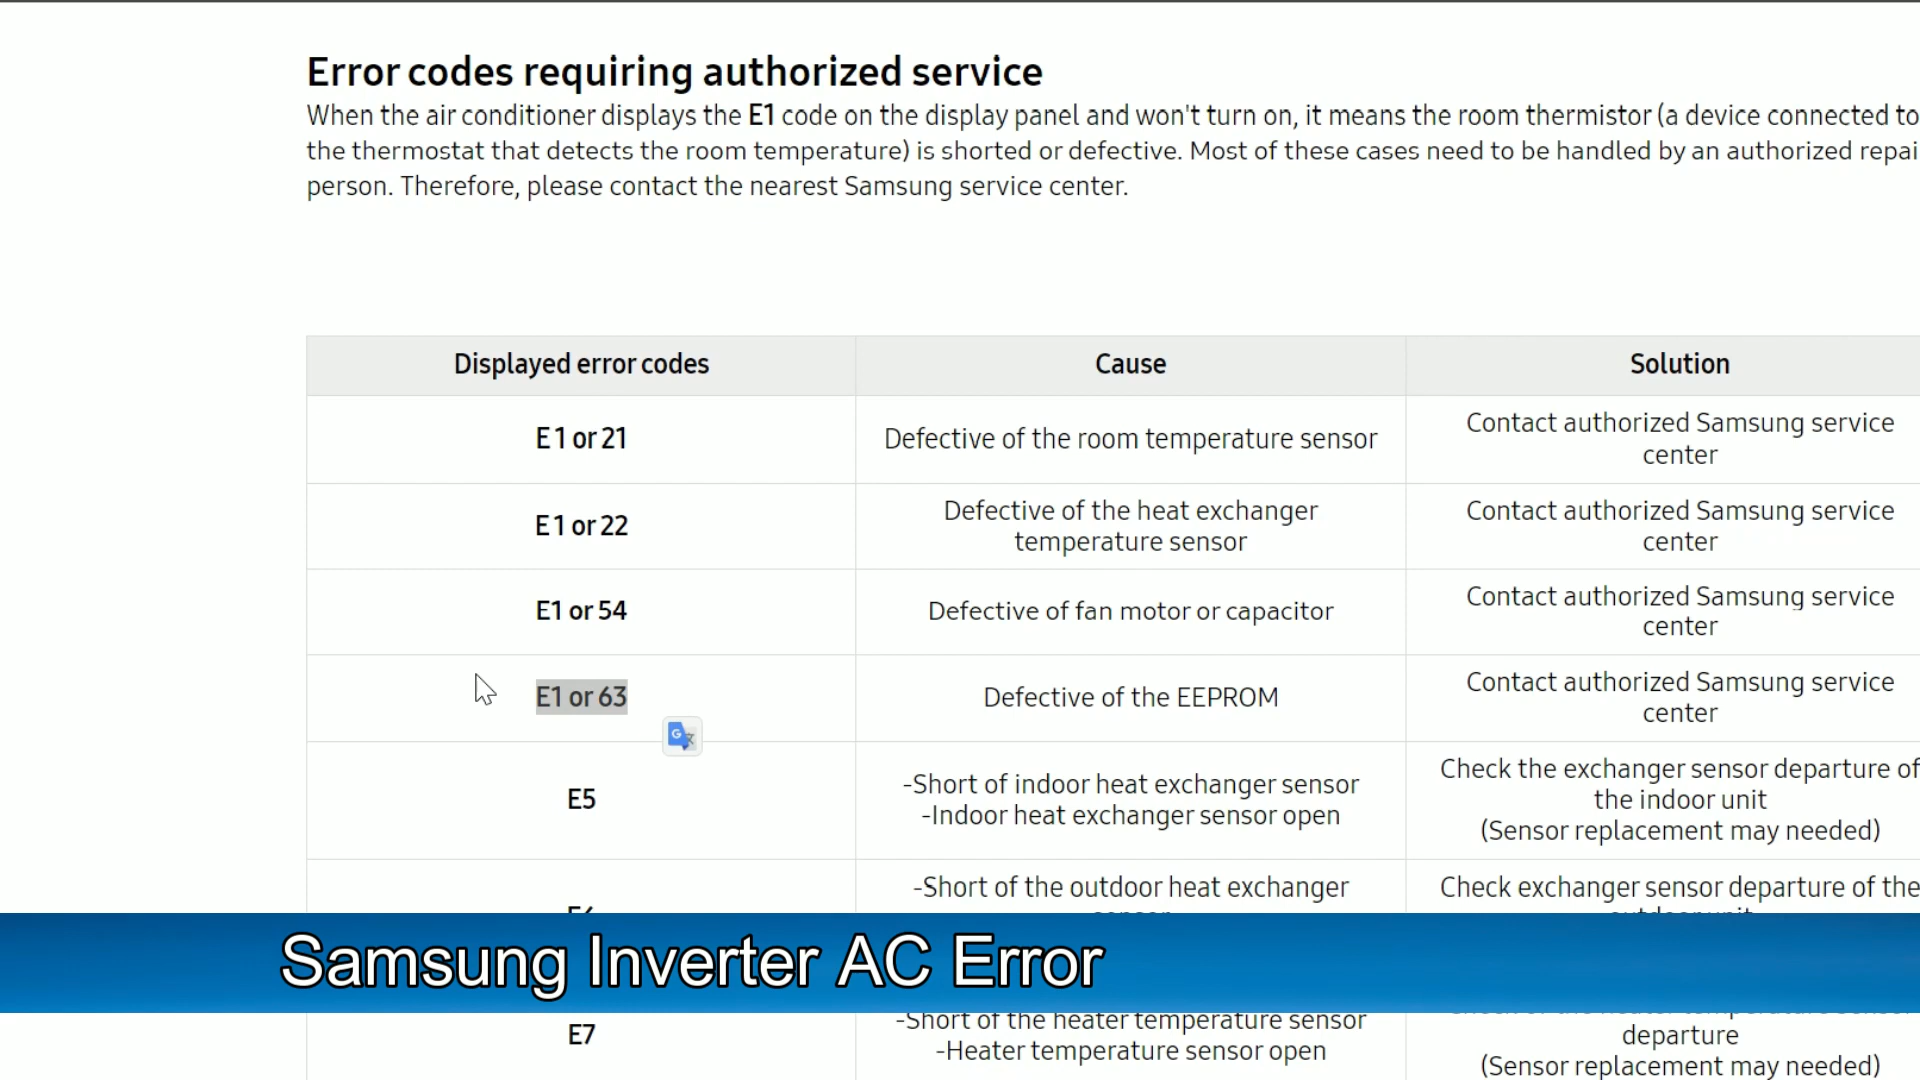 Error codes requiring authorized service
When the air conditioner displays the E1 code on the display panel and won't turn on, it means the room thermistor (a device connected to
the thermostat that detects the room temperature) is shorted or defective. Most of these cases need to be handled by an authorized repai
person. Therefore, please contact the nearest Samsung service center.
Displayed error codes
Cause
Solution
E1 or 21
Defective of the room temperature sensor
Contact authorized Samsung service
center
E1 or 22
Defective of the heat exchanger
temperature sensor
Contact authorized Samsung service
center
E1 or 54
Defective of fan motor or capacitor
Contact authorized Samsung service
center
E1 or 63
Defective of the EEPROM
Contact authorized Samsung service
center
E5
-Short of indoor heat exchanger sensor
-Indoor heat exchanger sensor open
Check the exchanger sensor departure of
the indoor unit
(Sensor replacement may needed)
-Short of the outdoor heat exchanger
Check exchanger sensor departure of the
Samsung Inverter AC Error
E7
-Short of the heater temperature sensor
-Heater temperature sensor open
departure
(Sensor replacement may needed)